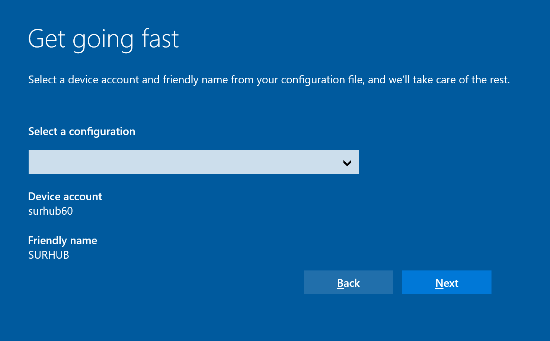 Get going fast
Select a device account and friendly name from your configuration file, and we'll take care of the rest.
Select a configuration
Device account
surhub60
Friendly name
SURHUB
Back
Next